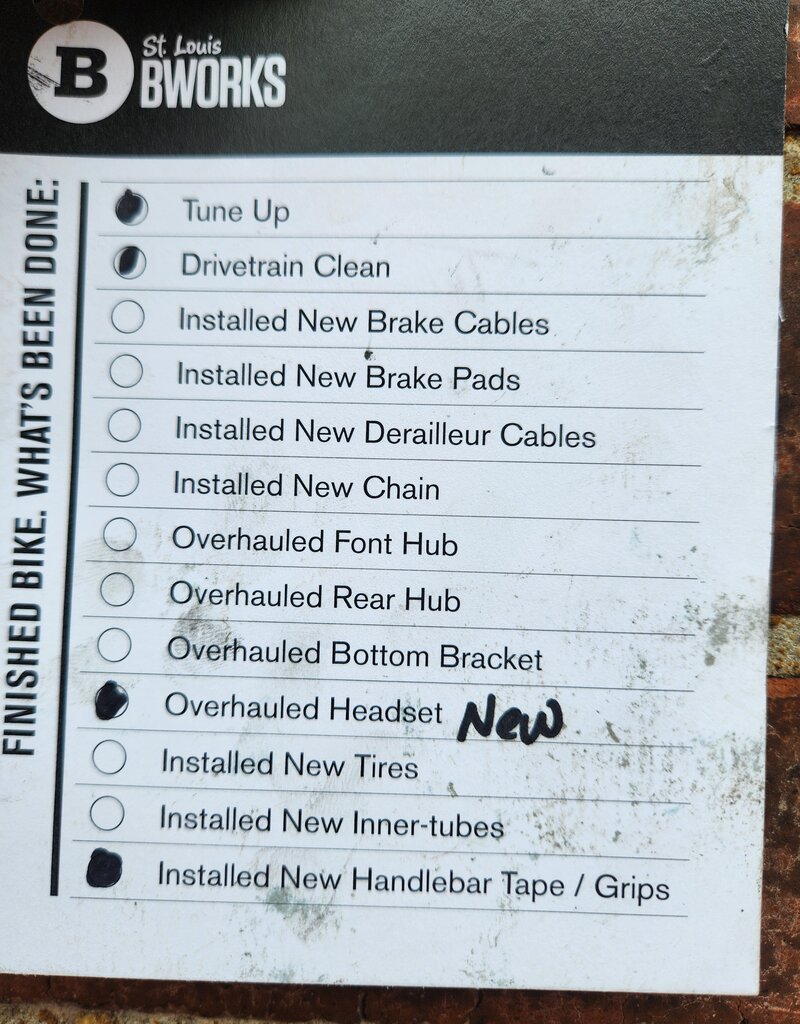 B
St. Louis
BWORKS
FINISHED BIKE. WHAT'S BEEN DONE:
Tune Up
Drivetrain Clean
Installed New Brake Cables
Installed New Brake Pads
Installed New Derailleur Cables
Installed New Chain
Overhauled Font Hub
Overhauled Rear Hub
Overhauled Bottom Bracket
Overhauled Headset New
Installed New Tires
Installed New Inner-tubes
Installed New Handlebar Tape / Grips